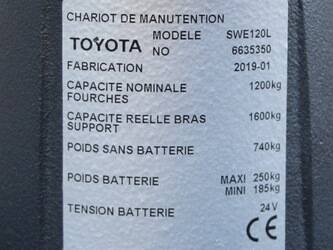 CHARIOT DE MANUTENTION
TOYOTA MODELE SWE120L
NO 6635350
FABRICATION 2019-01
CAPACITE NOMINALE 1200kg
FOURCHES
CAPACITE REELLE BRAS 1600kg
SUPPORT
POIDS SANS BATTERIE 740kg
POIDS BATTERIE MAXI 250kg
MINI 185kg
TENSION BATTERIE 24V
CE